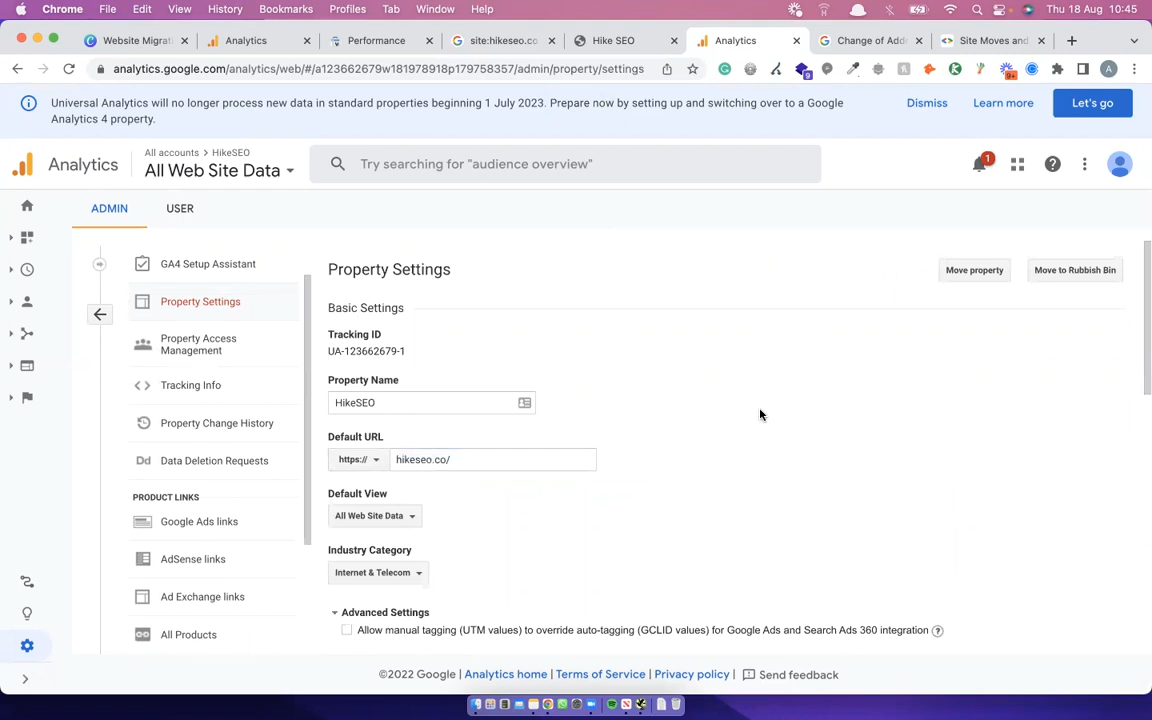 Chrome File Edit View History Bookmarks Profiles Tab Window Help Thu 18 Aug 10:45
Website Migrat Analytics Performance site:hikeseo.co Hike SEO Analytics Change of Addr Site Moves and
analytics.google.com/analytics/web/#/a123662679w181978918p179758357/admin/property/settings 9 9+ A
Universal Analytics will no longer process new data in standard properties beginning 1 July 2023. Prepare now by setting up and switching over to a Google
Analytics 4 property.
Dismiss Learn more Let's go
Analytics
All accounts > HikeSEO
All Web Site Data
Try searching for "audience overview"
1
ADMIN USER
GA4 Setup Assistant
Property Settings
Property Access
Management
Tracking Info
Property Change History
Dd Data Deletion Requests
PRODUCT LINKS
Google Ads links
AdSense links
Ad Exchange links
All Products
Property Settings
Move property Move to Rubbish Bin
Basic Settings
Tracking ID
UA-123662679-1
Property Name
HikeSEO
Default URL
https:// hikeseo.co/
Default View
All Web Site Data
Industry Category
Internet & Telecom
Advanced Settings
Allow manual tagging (UTM values) to override auto-tagging (GCLID values) for Google Ads and Search Ads 360 integration ?
©2022 Google | Analytics home | Terms of Service | Privacy policy | Send feedback